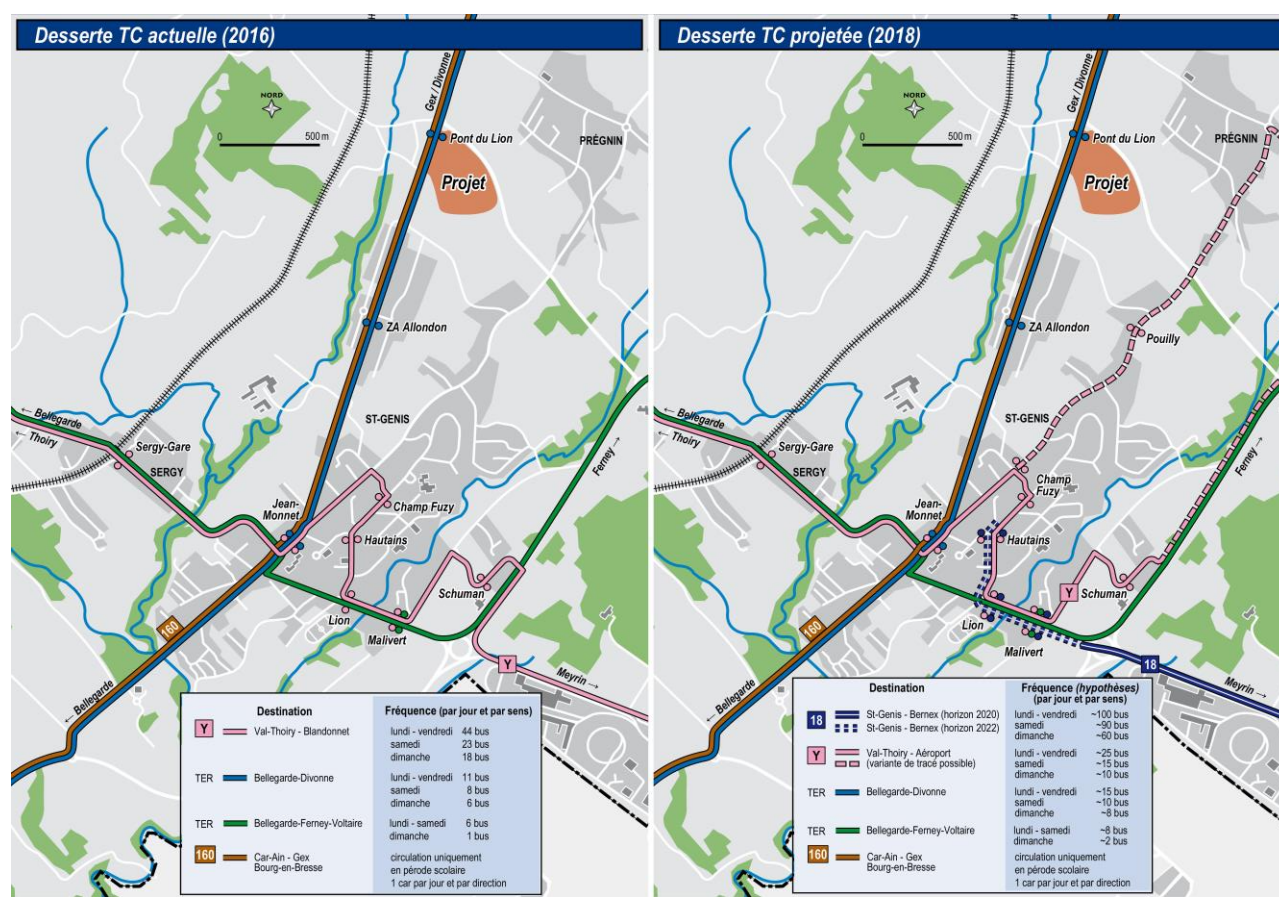 Desserte TC actuelle (2016)
NORD
0 500 m
Gex / Divonne
Pont du Lion
PRÉGNIN
Projet
ZA Allondon
ST-GENIS
← Bellegarde
← Thoiry
Sergy-Gare
SERGY
Ferney →
Jean-
Monnet
Champ Fuzy
Hautains
Schuman
Lion
Malivert
160
Y
Meyrin →
← Bellegarde
Destination
Fréquence (par jour et par sens)
Y Val-Thoiry - Blandonnet
lundi - vendredi 44 bus
samedi 23 bus
dimanche 18 bus
TER Bellegarde-Divonne
lundi - vendredi 11 bus
samedi 8 bus
dimanche 6 bus
TER Bellegarde-Ferney-Voltaire
lundi - samedi 6 bus
dimanche 1 bus
160 Car-Ain - Gex
Bourg-en-Bresse
circulation uniquement
en pérode scolaire
1 car par jour et par direction
Desserte TC projetée (2018)
NORD
0 500 m
Gex / Divonne
Pont du Lion
PRÉGNIN
Projet
ZA Allondon
Pouilly
ST-GENIS
← Bellegarde
← Thoiry
Sergy-Gare
SERGY
Ferney →
Jean-
Monnet
Champ
Fuzy
Hautains
Y
Schuman
Lion
Malivert
160
18
Meyrin →
← Bellegarde
Destination
Fréquence (hypothèses)
(par jour et par sens)
18 St-Genis - Bernex (horizon 2020)
St-Genis - Bernex (horizon 2022)
lundi - vendredi ~100 bus
samedi ~90 bus
dimanche ~60 bus
Y Val-Thoiry - Aéroport
(variante de tracé possible)
lundi - vendredi ~25 bus
samedi ~15 bus
dimanche ~10 bus
TER Bellegarde-Divonne
lundi - vendredi ~15 bus
samedi ~10 bus
dimanche ~8 bus
TER Bellegarde-Ferney-Voltaire
lundi - samedi ~8 bus
dimanche ~2 bus
160 Car-Ain - Gex
Bourg-en-Bresse
circulation uniquement
en pérode scolaire
1 car par jour et par direction